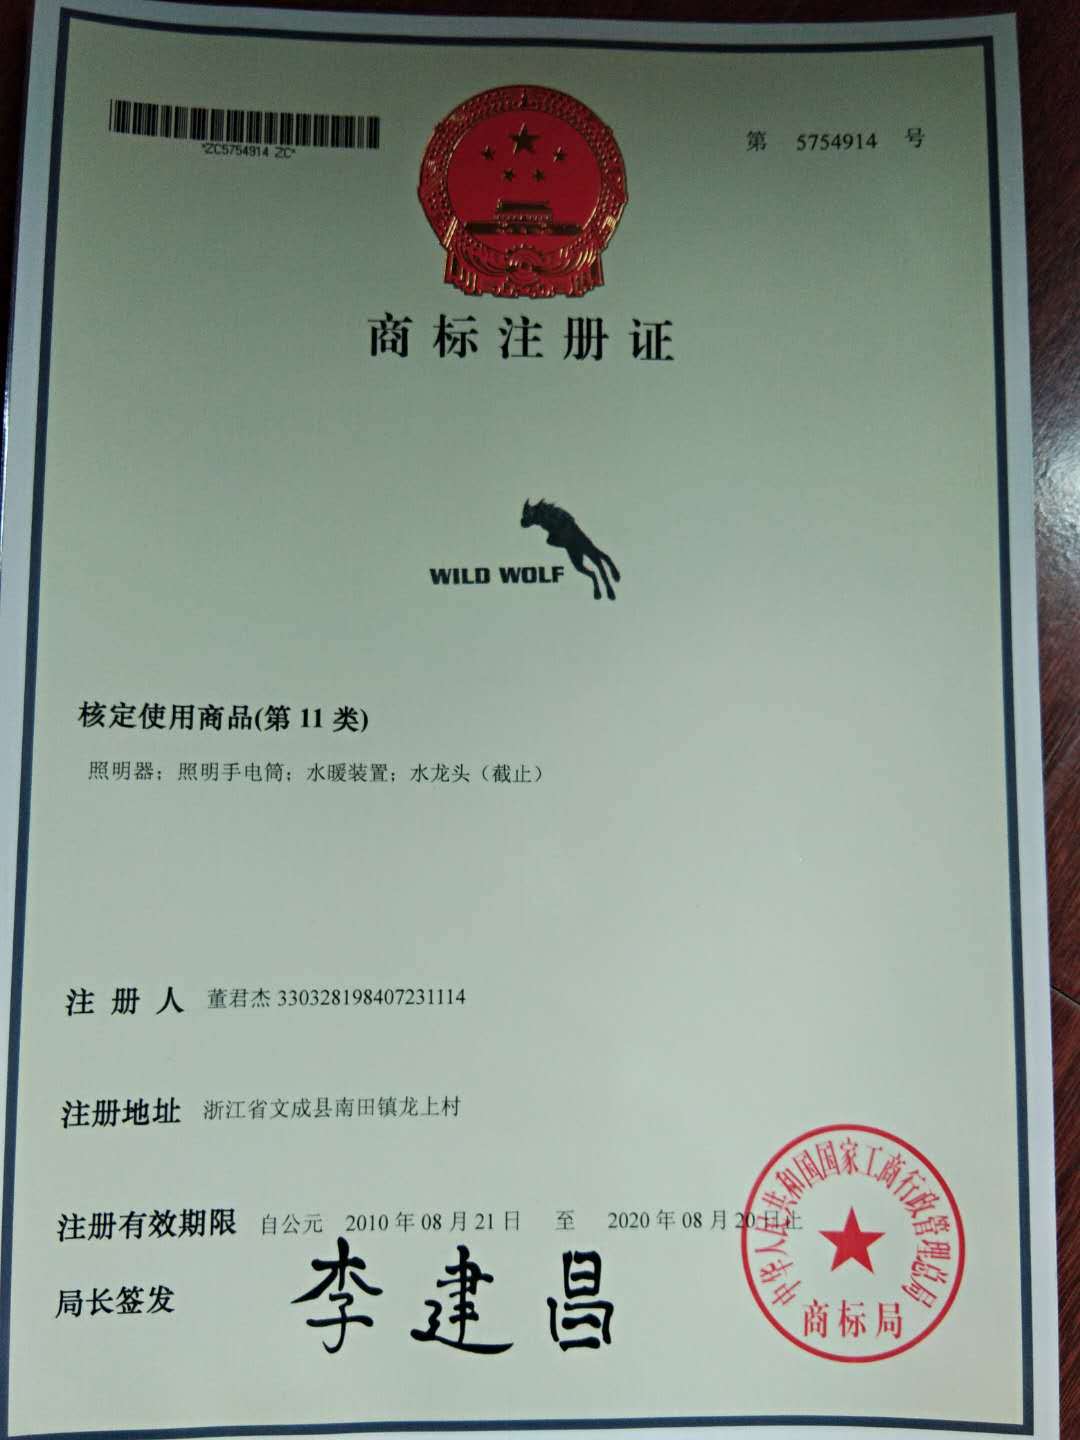 *ZC5754914 ZC*
第 5754914 号
商标注册证
WILD WOLF
核定使用商品(第 11 类)
照明器；照明手电筒；水暖装置；水龙头（截止）
注册人 董君杰 330328198407231114
注册地址 浙江省文成县南田镇龙上村
注册有效期限 自公元 2010 年 08 月 21 日 至 2020 年 08 月 20 日止
局长签发 李建昌
中华人民共和国国家工商行政管理总局
商标局